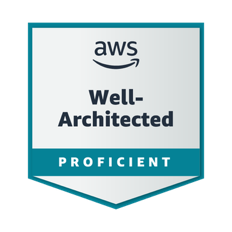 aws
Well-
Architected
PROFICIENT